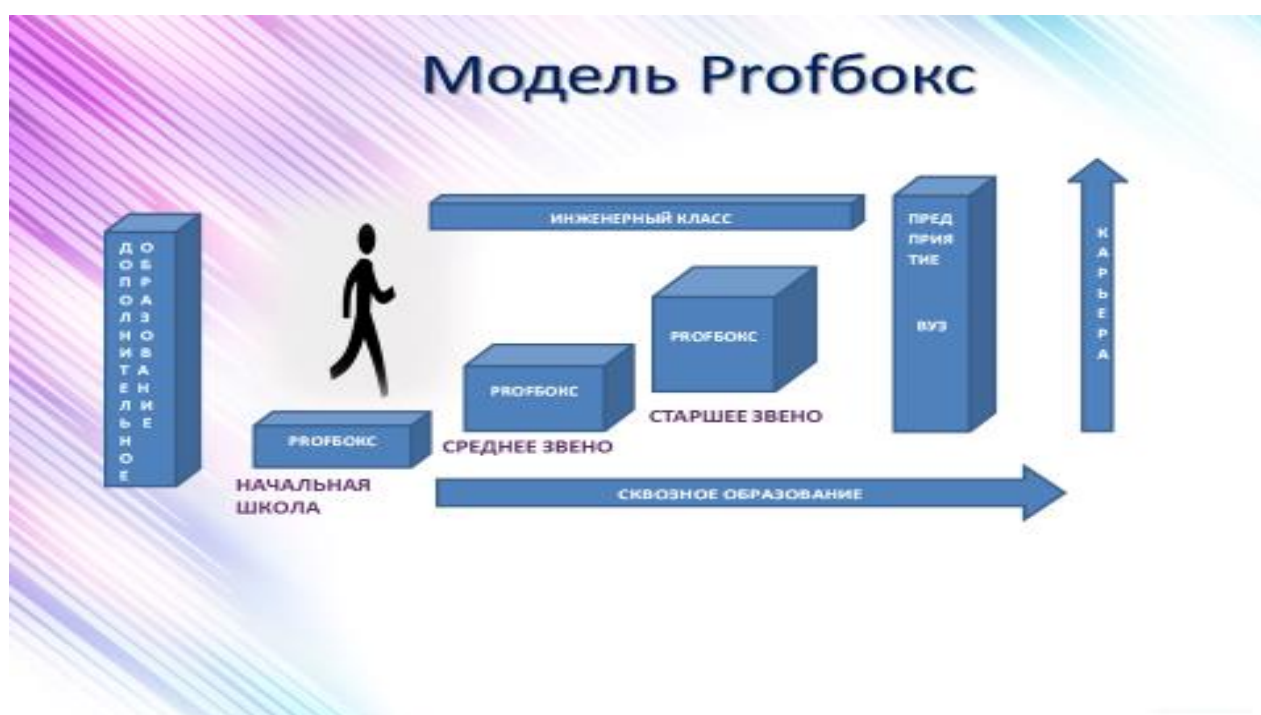 Модель Profбокс
ДОПОЛНИТЕЛЬНОЕ
ОБРАЗОВАНИЕ
ИНЖЕНЕРНЫЙ КЛАСС
ПРЕД
ПРИЯ
ТИЕ
ВУЗ
КАРЬЕРА
PROFБОКС
СТАРШЕЕ ЗВЕНО
PROFБОКС
СРЕДНЕЕ ЗВЕНО
PROFБОКС
НАЧАЛЬНАЯ
ШКОЛА
СКВОЗНОЕ ОБРАЗОВАНИЕ